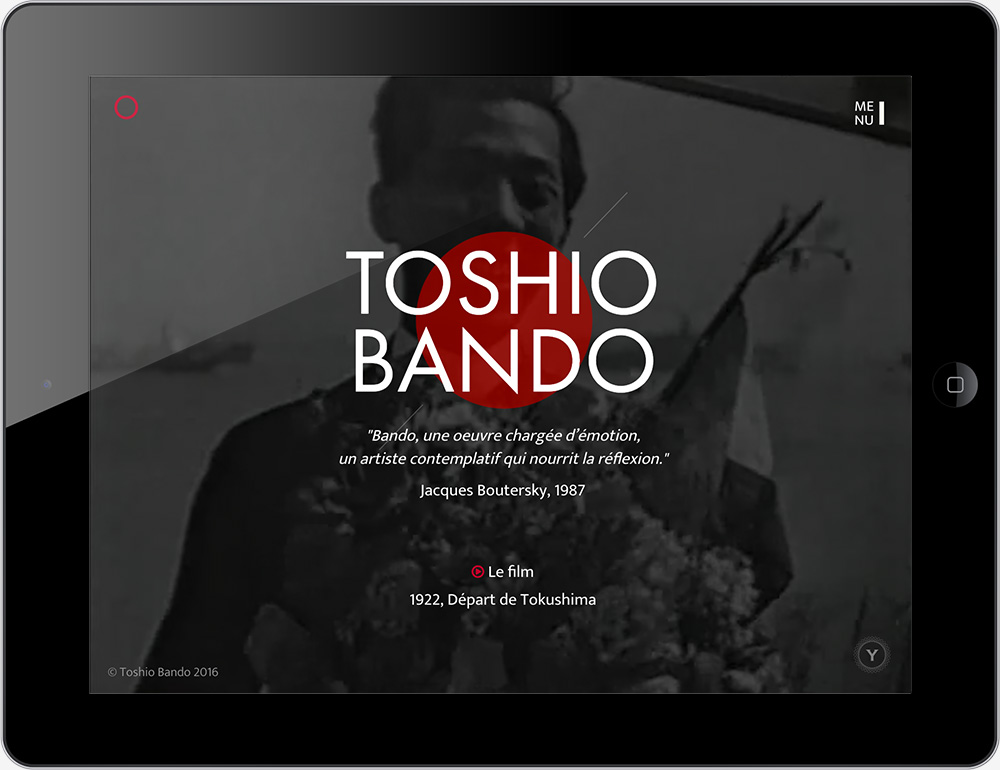 ME
NU
TOSHIO
BANDO
"Bando, une oeuvre chargée d’émotion,
un artiste contemplatif qui nourrit la réflexion."
Jacques Boutersky, 1987
Le film
1922, Départ de Tokushima
© Toshio Bando 2016
Y